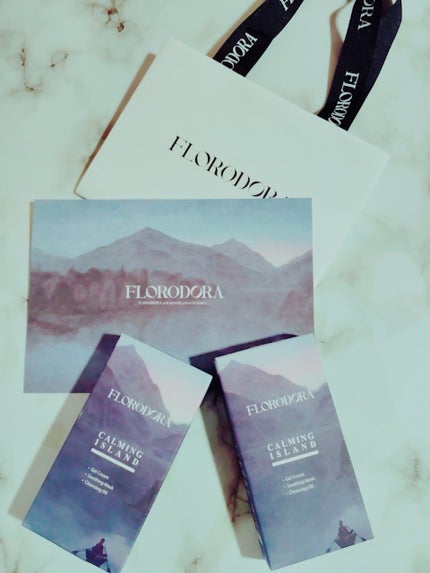 FLORODORA
FLORODORA
FLORODORA
FLORODORA
FLORODORA
CALMING
ISLAND
• Gel Cream
• Soothing Mask
• Cleansing Oil
FLORODORA
CALMING
ISLAND
• Gel Cream
• Soothing Mask
• Cleansing Oil